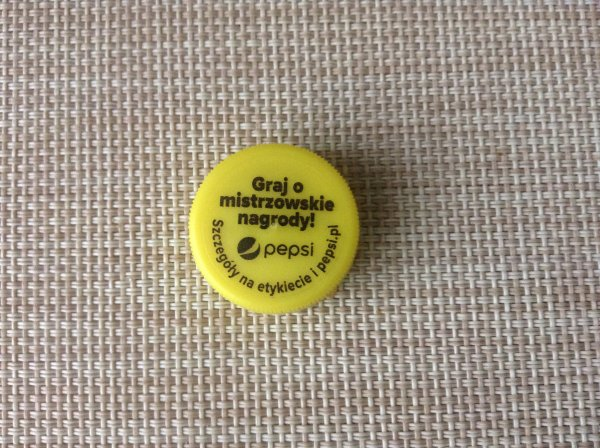 Graj o
mistrzowskie
nagrody!
pepsi
Szczegóły na etykiecie i pepsi.pl